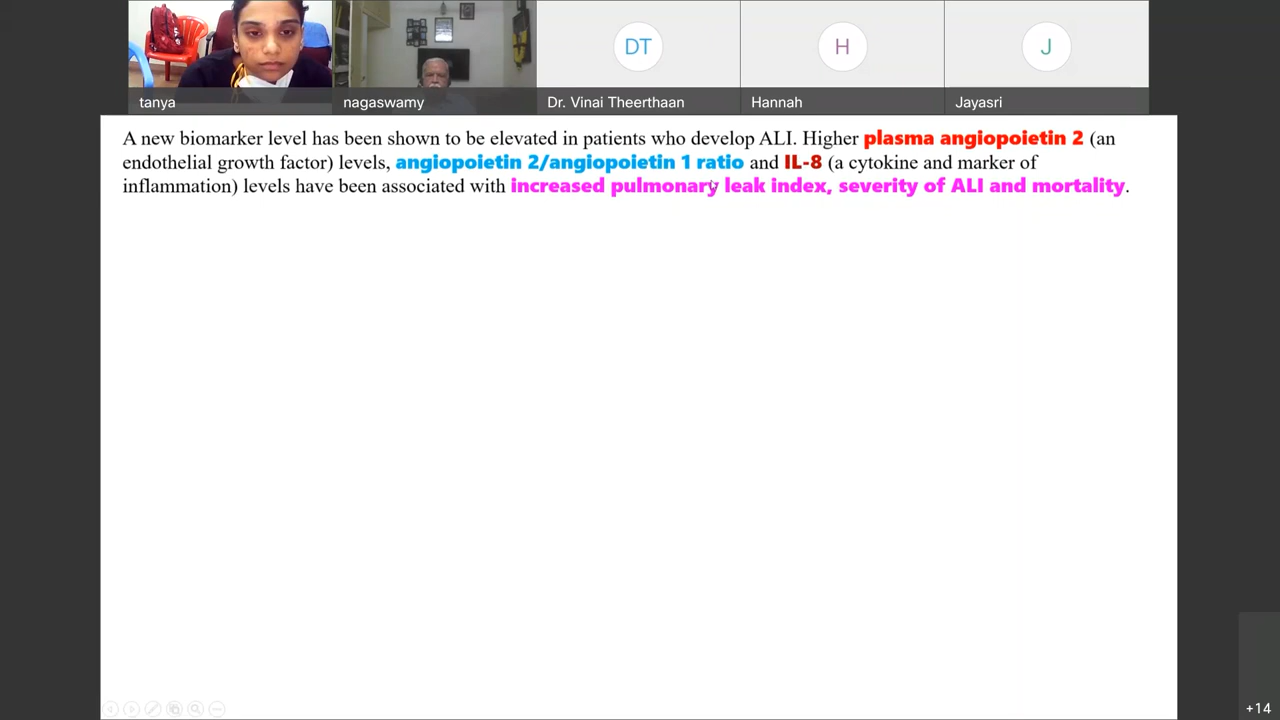 DT
H
J
tanya
nagaswamy
Dr. Vinai Theerthaan
Hannah
Jayasri
A new biomarker level has been shown to be elevated in patients who develop ALI. Higher plasma angiopoietin 2 (an
endothelial growth factor) levels, angiopoietin 2/angiopoietin 1 ratio and IL-8 (a cytokine and marker of
inflammation) levels have been associated with increased pulmonary leak index, severity of ALI and mortality.
+14